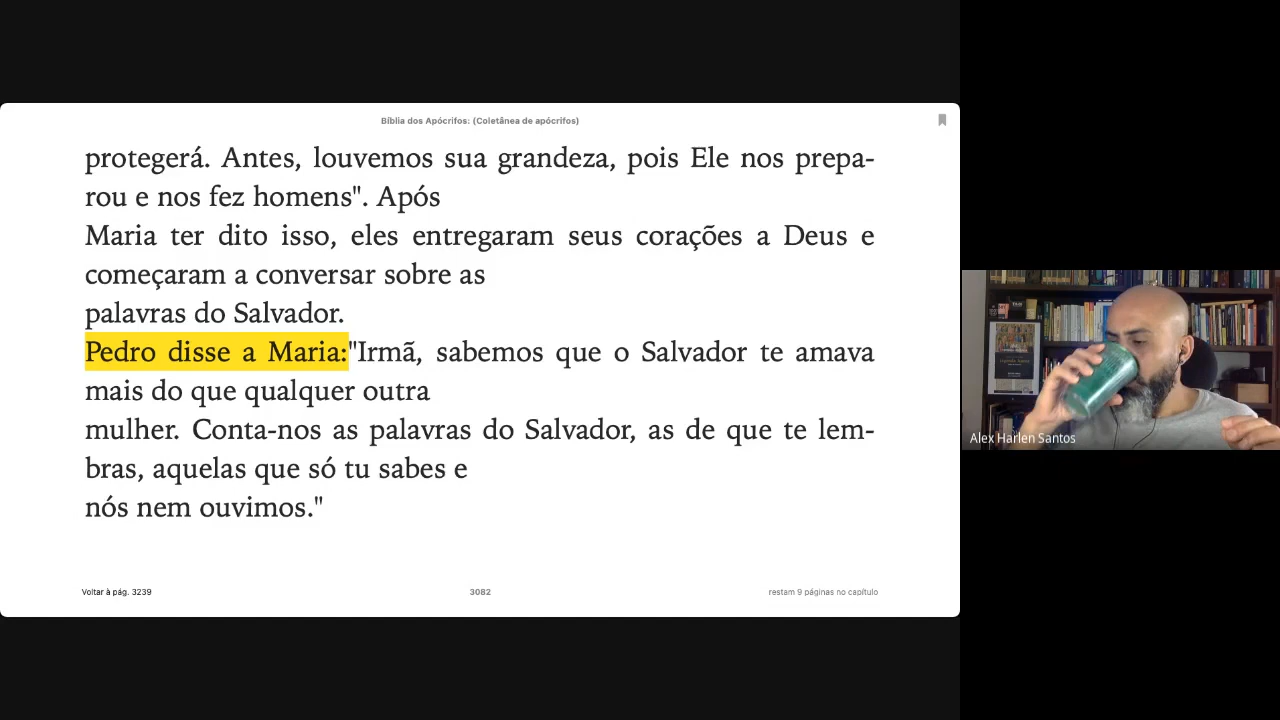 Bíblia dos Apócrifos: (Coletânea de apócrifos)
protegerá. Antes, louvemos sua grandeza, pois Ele nos prepa-
rou e nos fez homens". Após
Maria ter dito isso, eles entregaram seus corações a Deus e
começaram a conversar sobre as
palavras do Salvador.
Pedro disse a Maria:"Irmã, sabemos que o Salvador te amava
mais do que qualquer outra
mulher. Conta-nos as palavras do Salvador, as de que te lem-
bras, aquelas que só tu sabes e
nós nem ouvimos."
Voltar à pág. 3239
3082
restam 9 páginas no capítulo
Alex Harlen Santos